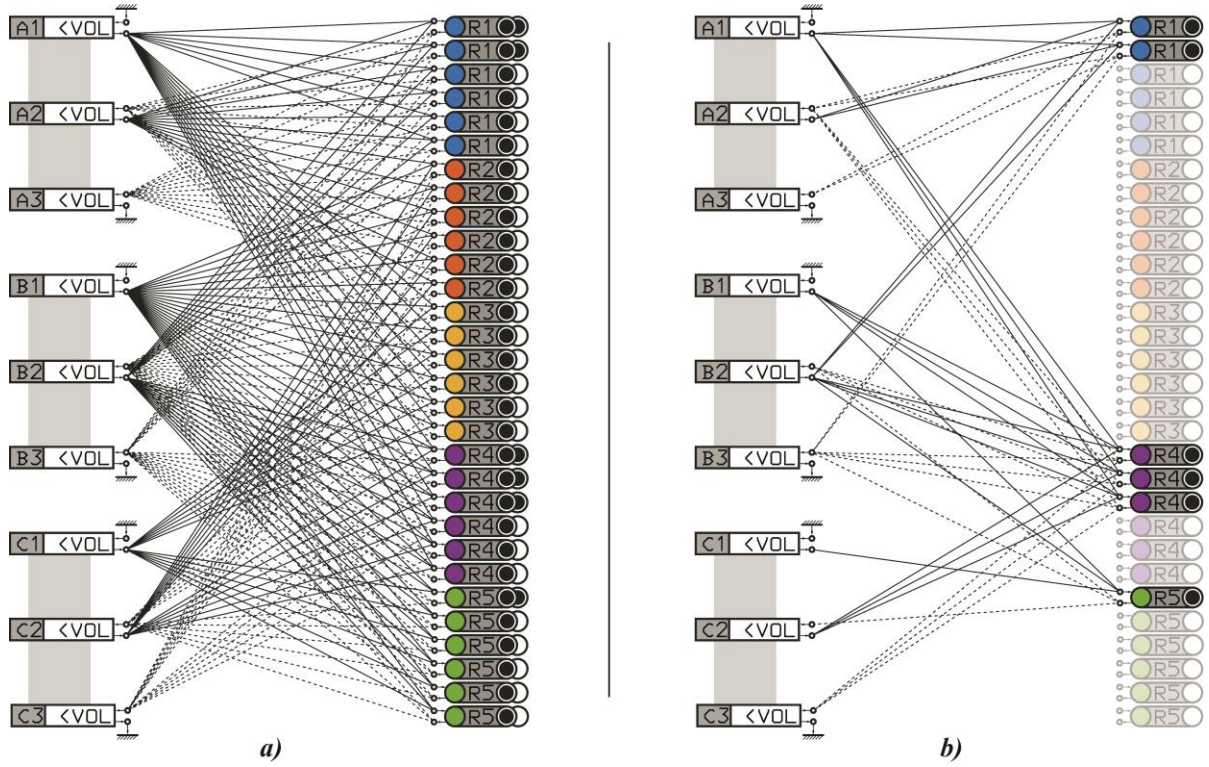 A1 <VOL
A2 <VOL
A3 <VOL
B1 <VOL
B2 <VOL
B3 <VOL
C1 <VOL
C2 <VOL
C3 <VOL
R1
R1
R1
R1
R1
R1
R2
R2
R2
R2
R2
R2
R3
R3
R3
R3
R3
R3
R4
R4
R4
R4
R4
R4
R5
R5
R5
R5
R5
R5
a)
A1 <VOL
A2 <VOL
A3 <VOL
B1 <VOL
B2 <VOL
B3 <VOL
C1 <VOL
C2 <VOL
C3 <VOL
R1
R1
R1
R1
R1
R1
R2
R2
R2
R2
R2
R2
R3
R3
R3
R3
R3
R3
R4
R4
R4
R4
R4
R4
R5
R5
R5
R5
R5
R5
b)